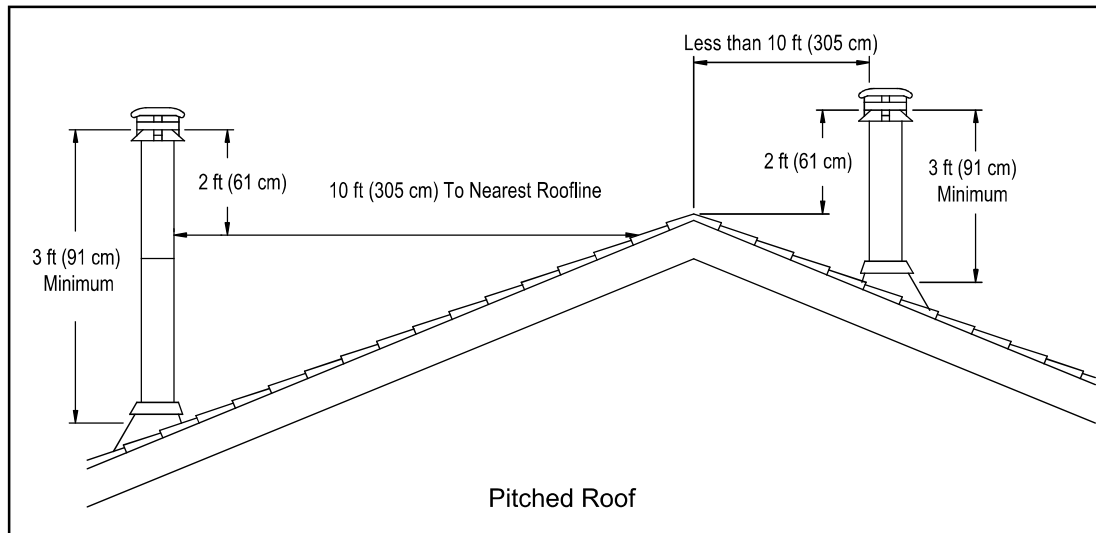 Less than 10 ft (305 cm)
2 ft (61 cm)
10 ft (305 cm) To Nearest Roofline
3 ft (91 cm)
Minimum
2 ft (61 cm)
3 ft (91 cm)
Minimum
Pitched Roof